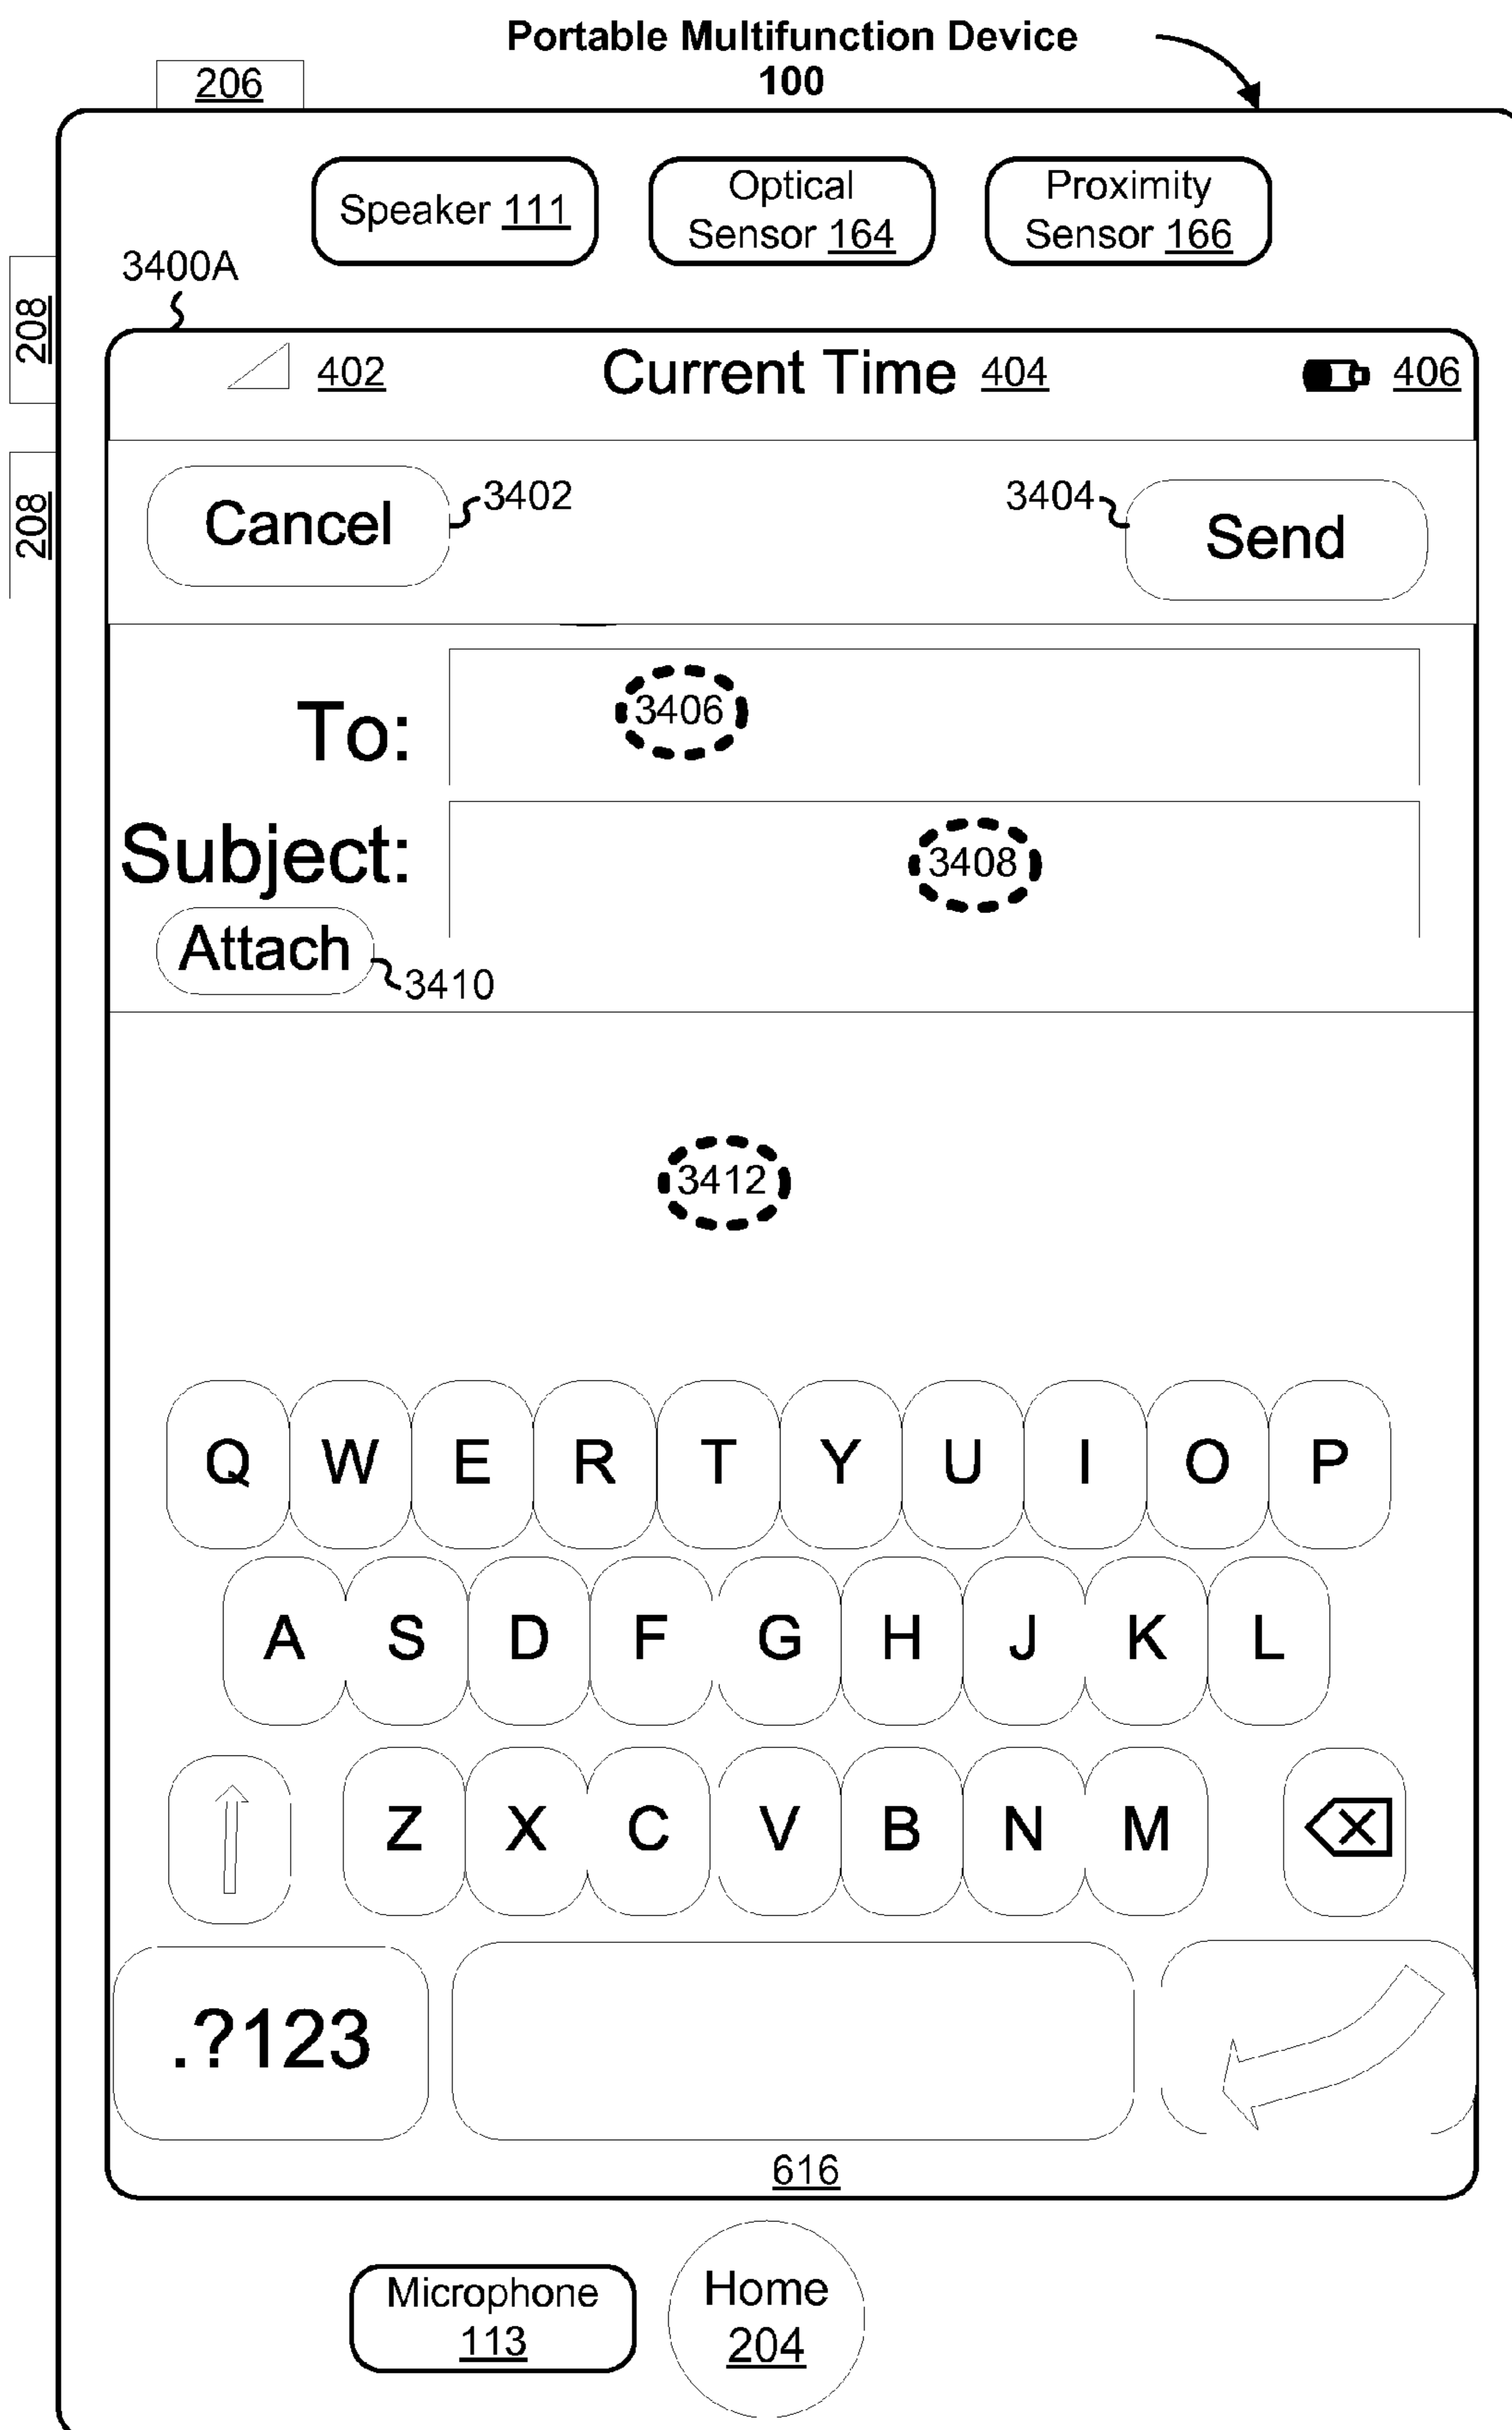 Portable Multifunction Device
100
206
Speaker 111
Optical
Sensor 164
Proximity
Sensor 166
3400A
208
208
402
Current Time 404
406
Cancel
3402
3404
Send
To:
3406
Subject:
3408
Attach
3410
3412
Q W E R T Y U I O P
A S D F G H J K L
Z X C V B N M
.?123
616
Microphone
113
Home
204